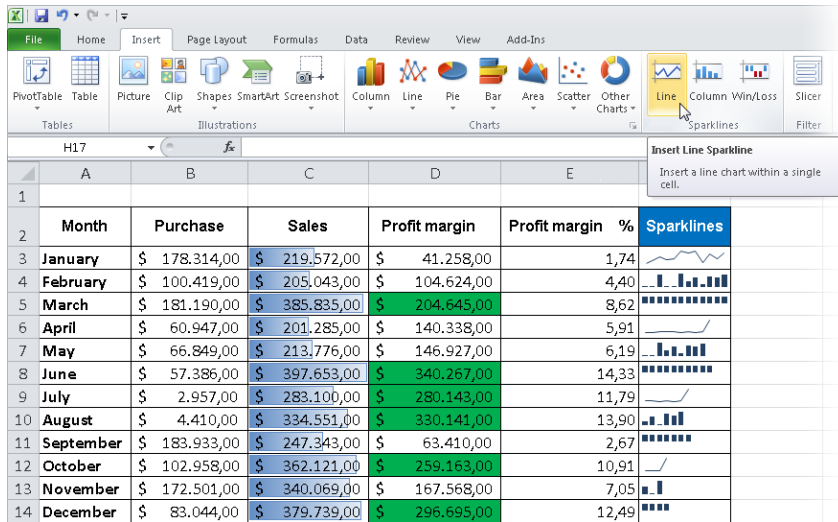 File Home Insert Page Layout Formulas Data Review View Add-Ins
PivotTable Table Picture Clip Art Shapes SmartArt Screenshot Column Line Pie Bar Area Scatter Other Charts Line Column Win/Loss Slicer
Tables Illustrations Charts Sparklines Filter
H17 fx
Insert Line Sparkline
Insert a line chart within a single
cell.
A B C D E
1
2 Month Purchase Sales Profit margin Profit margin % Sparklines
3 January $ 178.314,00 $ 219.572,00 $ 41.258,00 1,74
4 February $ 100.419,00 $ 205.043,00 $ 104.624,00 4,40
5 March $ 181.190,00 $ 385.835,00 $ 204.645,00 8,62
6 April $ 60.947,00 $ 201.285,00 $ 140.338,00 5,91
7 May $ 66.849,00 $ 213.776,00 $ 146.927,00 6,19
8 June $ 57.386,00 $ 397.653,00 $ 340.267,00 14,33
9 July $ 2.957,00 $ 283.100,00 $ 280.143,00 11,79
10 August $ 4.410,00 $ 334.551,00 $ 330.141,00 13,90
11 September $ 183.933,00 $ 247.343,00 $ 63.410,00 2,67
12 October $ 102.958,00 $ 362.121,00 $ 259.163,00 10,91
13 November $ 172.501,00 $ 340.069,00 $ 167.568,00 7,05
14 December $ 83.044,00 $ 379.739,00 $ 296.695,00 12,49